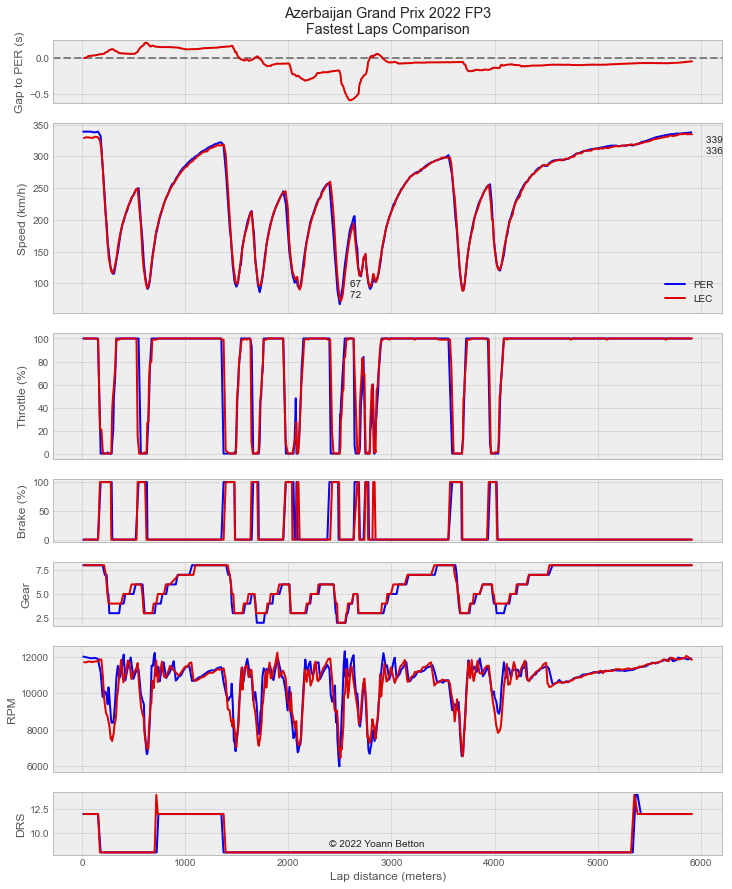 Azerbaijan Grand Prix 2022 FP3
Fastest Laps Comparison
Gap to PER (s)
0.0
−0.5
Speed (km/h)
350
300
250
200
150
100
339
336
67
72
PER
LEC
Throttle (%)
100
80
60
40
20
0
Brake (%)
100
50
0
Gear
7.5
5.0
2.5
RPM
12000
10000
8000
6000
DRS
12.5
10.0
© 2022 Yoann Betton
0 1000 2000 3000 4000 5000 6000
Lap distance (meters)